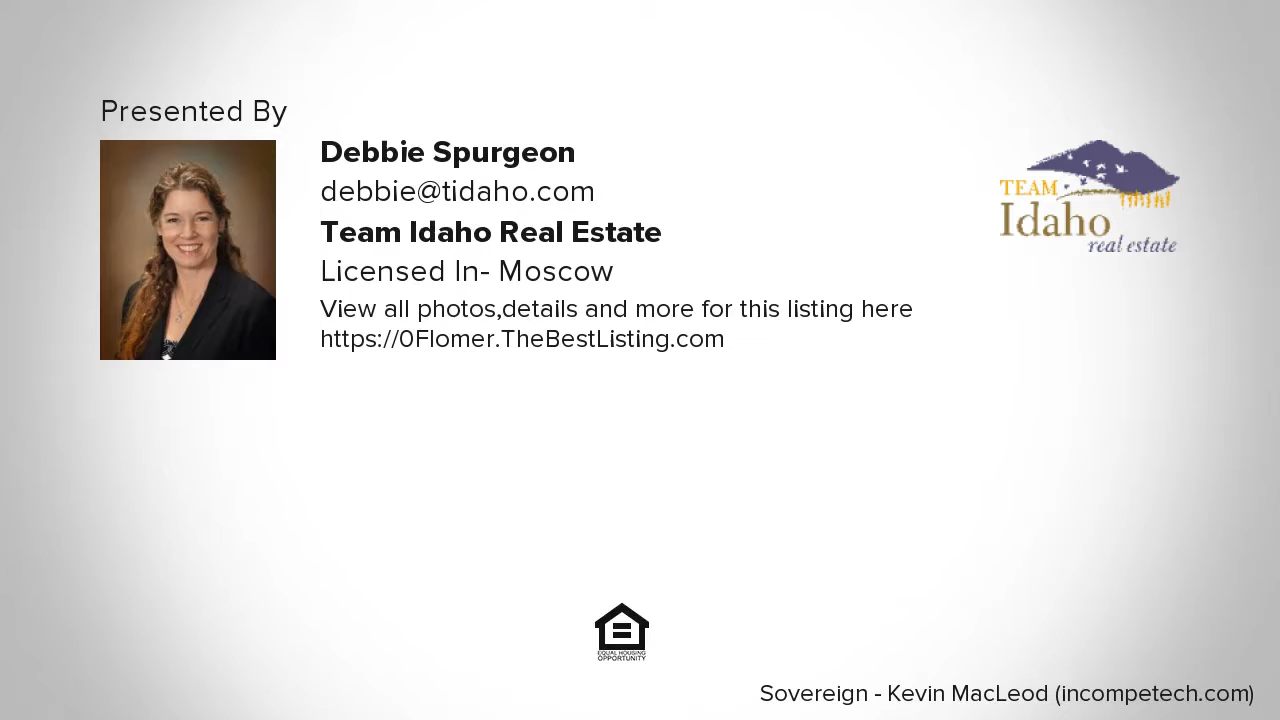 Presented By
Debbie Spurgeon
debbie@tidaho.com
Team Idaho Real Estate
Licensed In- Moscow
View all photos,details and more for this listing here
https://0Flomer.TheBestListing.com
TEAM
Idaho
real estate
EQUAL HOUSING
OPPORTUNITY
Sovereign - Kevin MacLeod (incompetech.com)